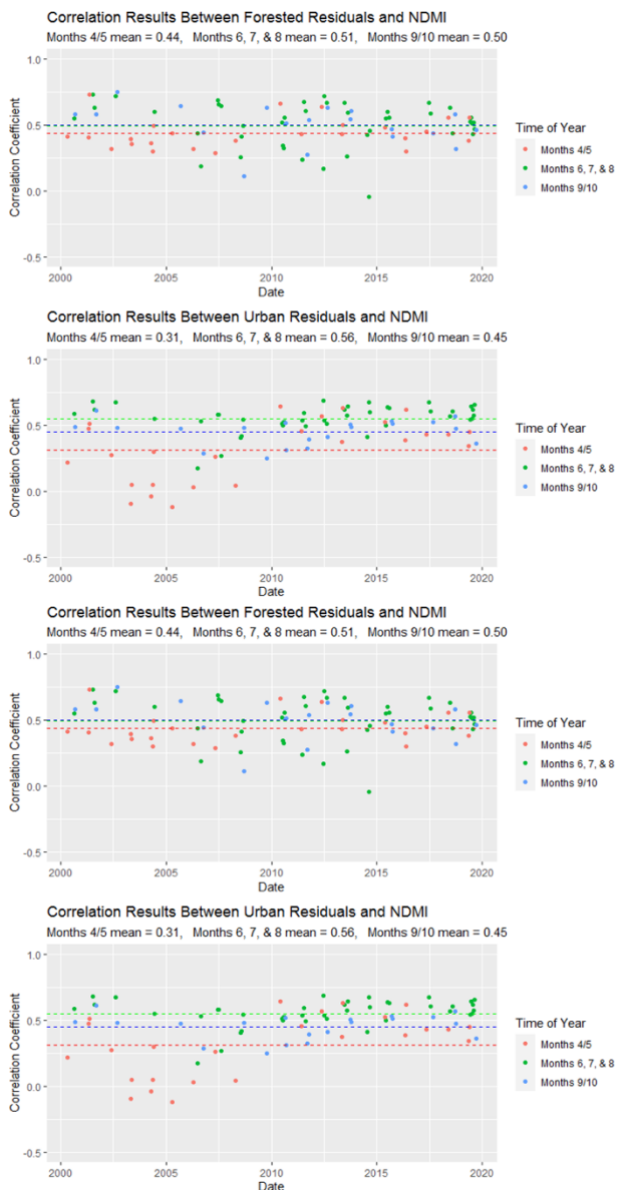 Correlation Results Between Forested Residuals and NDMI
Months 4/5 mean = 0.44, Months 6, 7, & 8 mean = 0.51, Months 9/10 mean = 0.50
1.0
0.5
0.0
-0.5
Correlation Coefficient
2000 2005 2010 2015 2020
Date
Time of Year
Months 4/5
Months 6, 7, & 8
Months 9/10
Correlation Results Between Urban Residuals and NDMI
Months 4/5 mean = 0.31, Months 6, 7, & 8 mean = 0.56, Months 9/10 mean = 0.45
1.0
0.5
0.0
-0.5
Correlation Coefficient
2000 2005 2010 2015 2020
Date
Time of Year
Months 4/5
Months 6, 7, & 8
Months 9/10
Correlation Results Between Forested Residuals and NDMI
Months 4/5 mean = 0.44, Months 6, 7, & 8 mean = 0.51, Months 9/10 mean = 0.50
1.0
0.5
0.0
-0.5
Correlation Coefficient
2000 2005 2010 2015 2020
Date
Time of Year
Months 4/5
Months 6, 7, & 8
Months 9/10
Correlation Results Between Urban Residuals and NDMI
Months 4/5 mean = 0.31, Months 6, 7, & 8 mean = 0.56, Months 9/10 mean = 0.45
1.0
0.5
0.0
-0.5
Correlation Coefficient
2000 2005 2010 2015 2020
Date
Time of Year
Months 4/5
Months 6, 7, & 8
Months 9/10